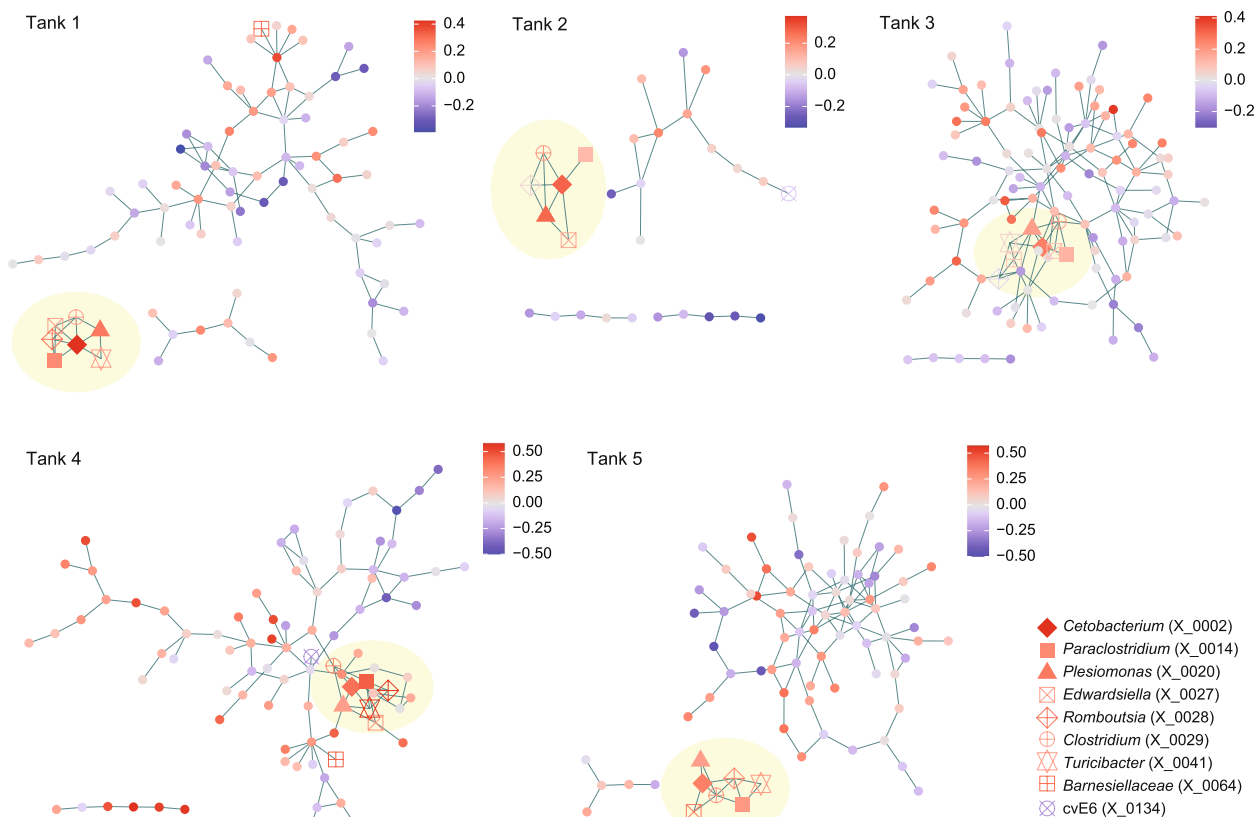 Tank 1
0.4
0.2
0.0
−0.2
Tank 2
0.2
0.0
−0.2
Tank 3
0.4
0.2
0.0
−0.2
Tank 4
0.50
0.25
0.00
−0.25
−0.50
Tank 5
0.50
0.25
0.00
−0.25
−0.50
Cetobacterium (X_0002)
Paraclostridium (X_0014)
Plesiomonas (X_0020)
Edwardsiella (X_0027)
Romboutsia (X_0028)
Clostridium (X_0029)
Turicibacter (X_0041)
Barnesiellaceae (X_0064)
cvE6 (X_0134)